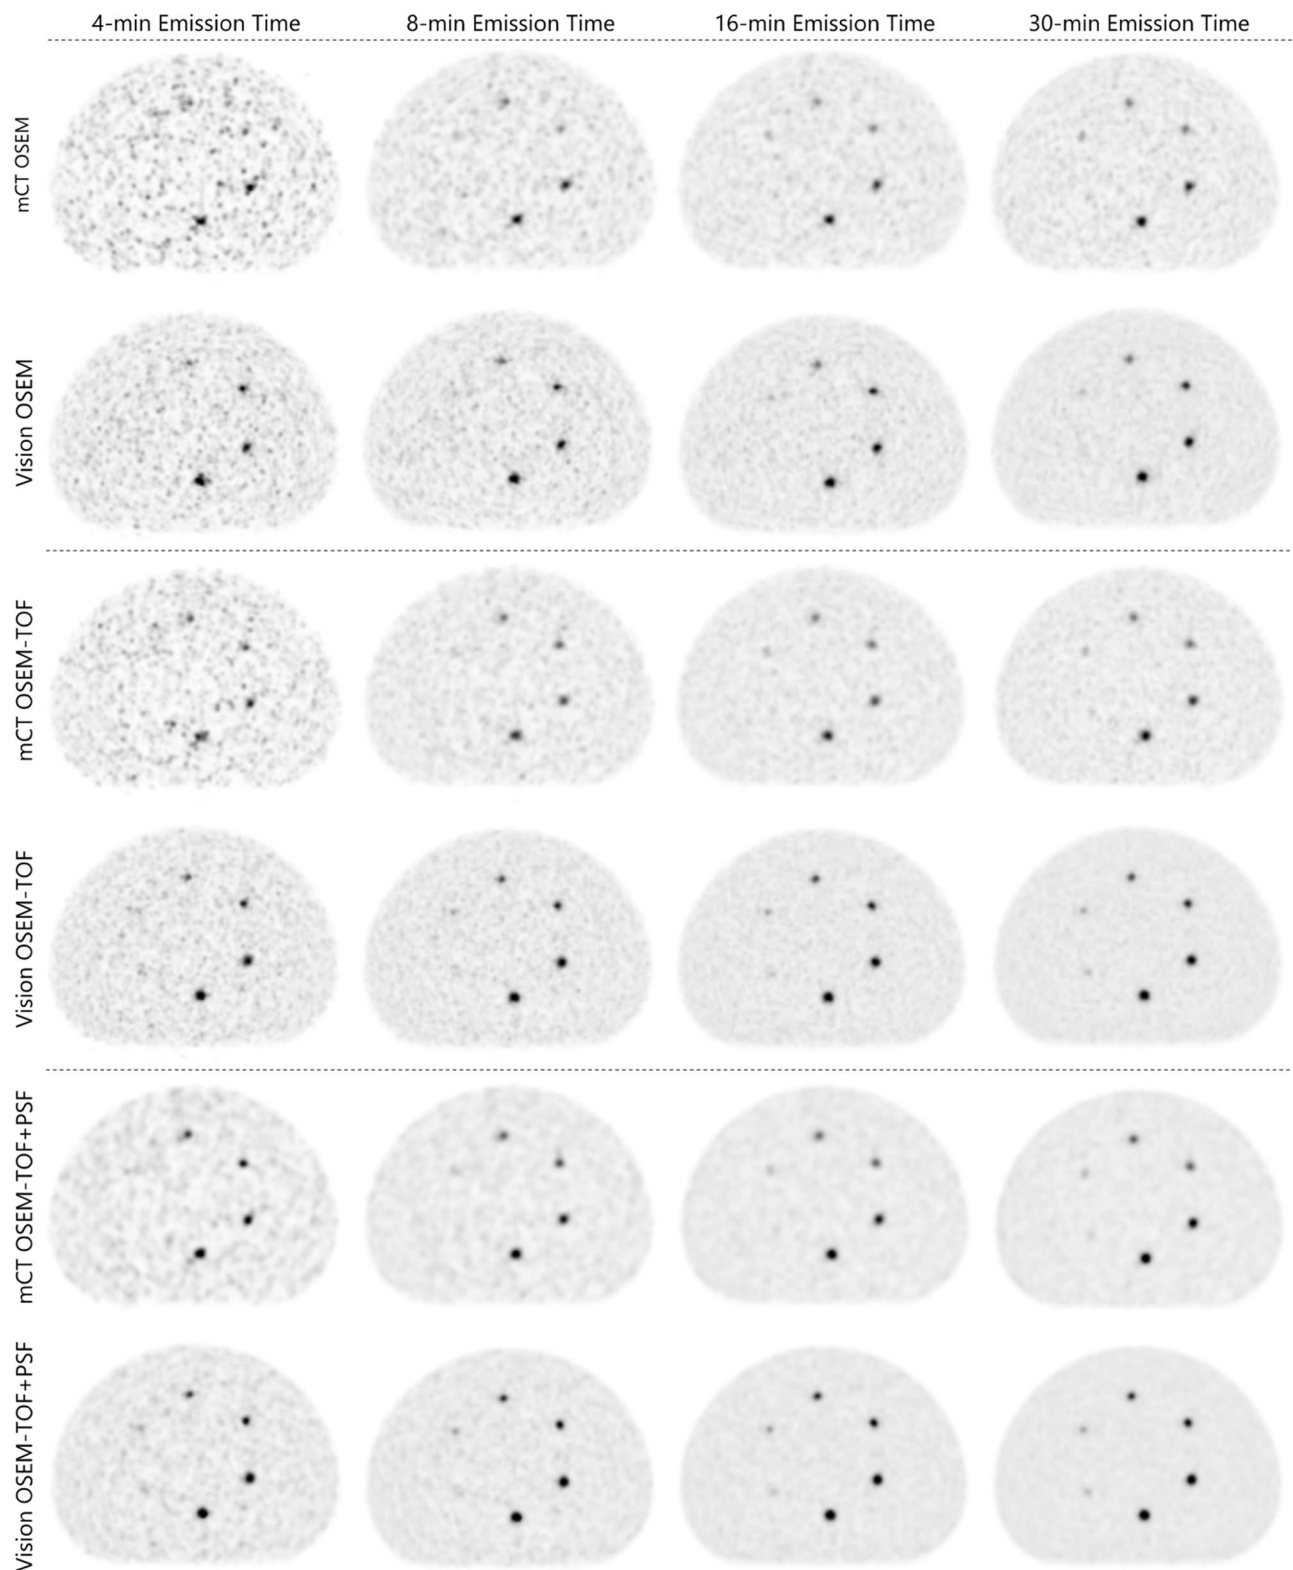 4-min Emission Time
8-min Emission Time
16-min Emission Time
30-min Emission Time
mCT OSEM
Vision OSEM
mCT OSEM-TOF
Vision OSEM-TOF
mCT OSEM-TOF+PSF
Vision OSEM-TOF+PSF